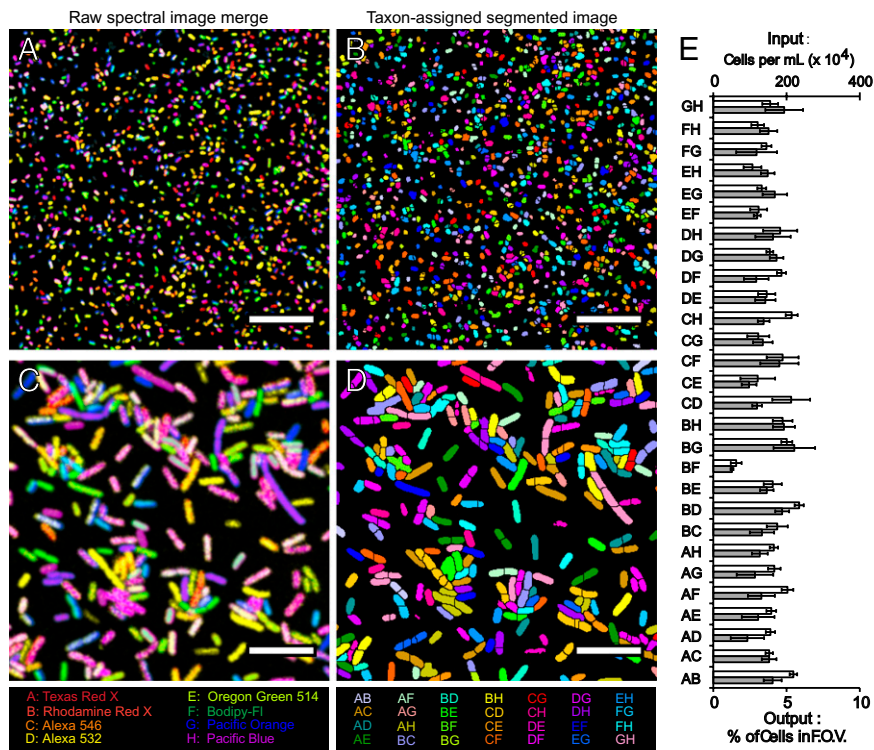 Raw spectral image merge
Taxon-assigned segmented image
A
B
C
D
A: Texas Red X
B: Rhodamine Red X
C: Alexa 546
D: Alexa 532
E: Oregon Green 514
F: Bodipy-Fl
G: Pacific Orange
H: Pacific Blue
AB AF BD BH CG DG EH
AC AG BE CD CH DH FG
AD AH BF CE DE EF FH
AE BC BG CF DF EG GH
E
Input :
Cells per mL (x 10⁴)
0 200 400
GH
FH
FG
EH
EG
EF
DH
DG
DF
DE
CH
CG
CF
CE
CD
BH
BG
BF
BE
BD
BC
AH
AG
AF
AE
AD
AC
AB
0 5 10
Output :
% of Cells in F.O.V.